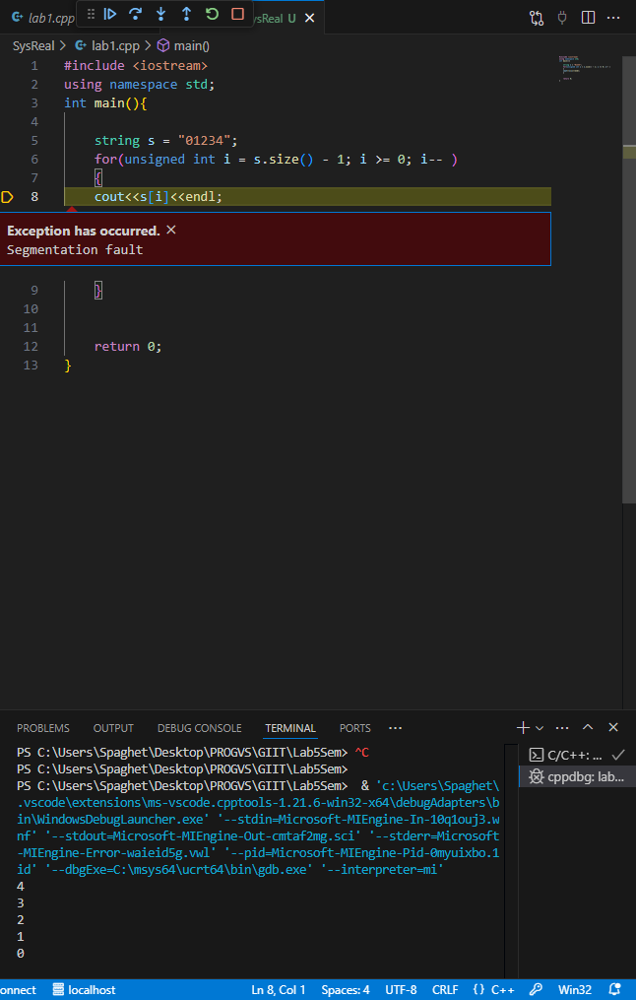 lab1.cpp
sReal U
SysReal > lab1.cpp > main()
1 #include <iostream>
2 using namespace std;
3 int main(){
4
5 string s = "01234";
6 for(unsigned int i = s.size() - 1; i >= 0; i-- )
7 {
8 cout<<s[i]<<endl;
Exception has occurred. ×
Segmentation fault
9 }
10
11
12 return 0;
13 }
PROBLEMS OUTPUT DEBUG CONSOLE TERMINAL PORTS ...
PS C:\Users\Spaghet\Desktop\PROGVS\GIIT\Lab5Sem> ^C
PS C:\Users\Spaghet\Desktop\PROGVS\GIIT\Lab5Sem>
PS C:\Users\Spaghet\Desktop\PROGVS\GIIT\Lab5Sem>  & 'c:\Users\Spaghet\
.vscode\extensions\ms-vscode.cpptools-1.21.6-win32-x64\debugAdapters\b
in\WindowsDebugLauncher.exe' '--stdin=Microsoft-MIEngine-In-10q1ouj3.w
nf' '--stdout=Microsoft-MIEngine-Out-cmtaf2mg.sci' '--stderr=Microsoft
-MIEngine-Error-waieid5g.vwl' '--pid=Microsoft-MIEngine-Pid-0myuixbo.1
id' '--dbgExe=C:\msys64\ucrt64\bin\gdb.exe' '--interpreter=mi'
4
3
2
1
0
C/C++: ...
cppdbg: lab...
onnect localhost Ln 8, Col 1 Spaces: 4 UTF-8 CRLF {} C++ Win32